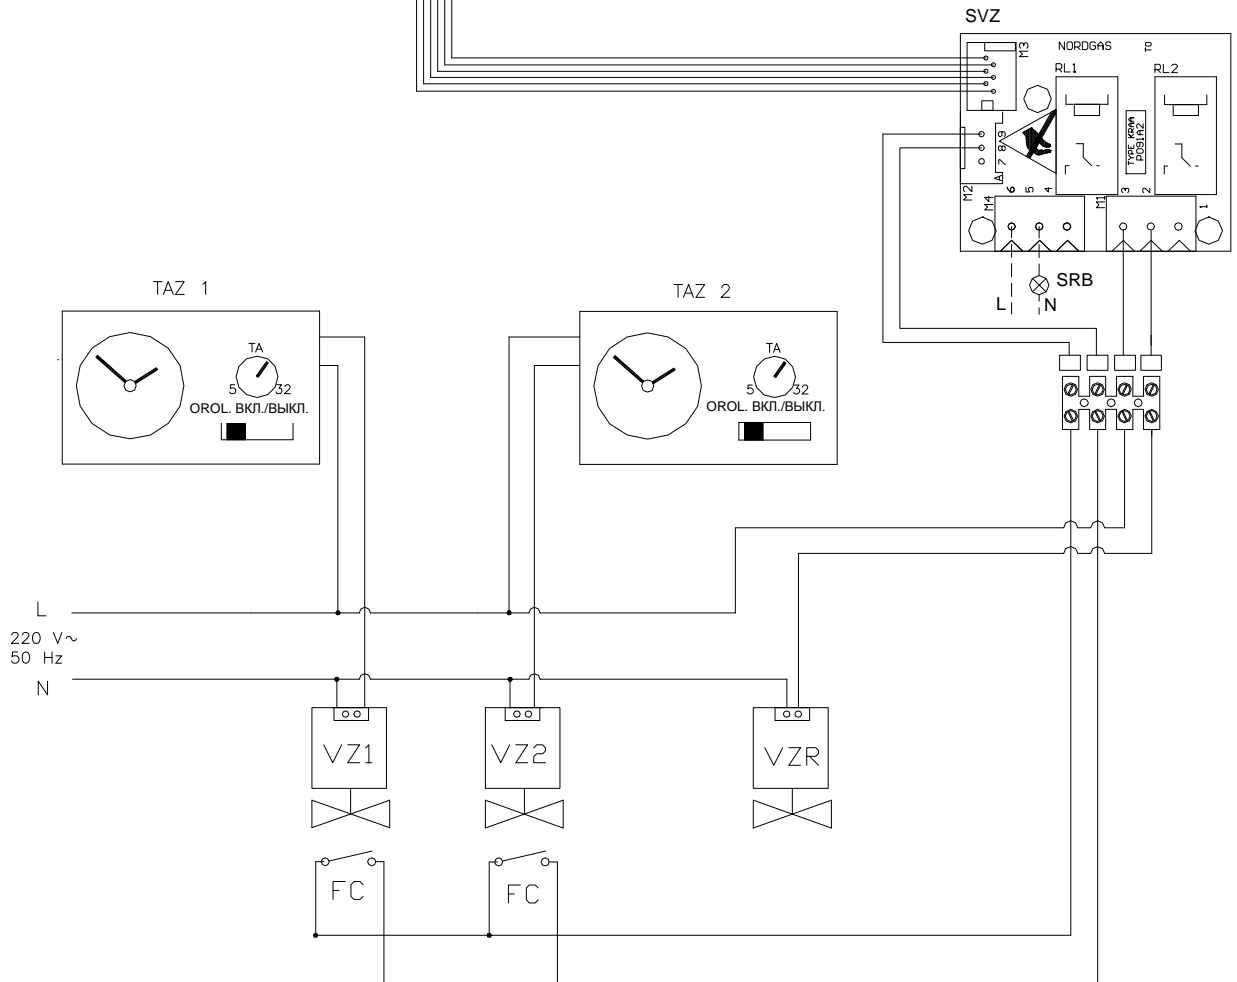 SVZ
NORDGAS
TO
M3
RL1
RL2
TYPE KRAA
P091A2
9
8
7
A
M2
M4
6
5
4
M1
3
2
1
SRB
L
N
TAZ 1
TAZ 2
TA
5
32
OROL. ВКЛ./ВЫКЛ.
TA
5
32
OROL. ВКЛ./ВЫКЛ.
L
220 V~
50 Hz
N
VZ1
VZ2
VZR
FC
FC